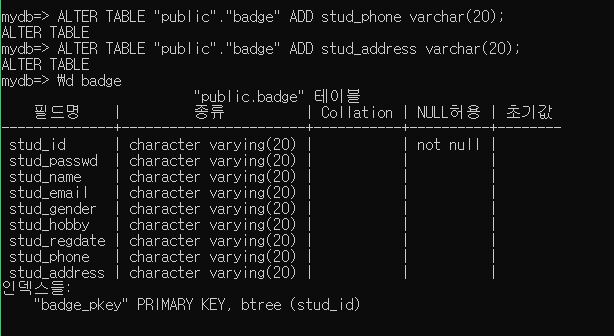 mydb=> ALTER TABLE "public"."badge" ADD stud_phone varchar(20);
ALTER TABLE
mydb=> ALTER TABLE "public"."badge" ADD stud_address varchar(20);
ALTER TABLE
mydb=> ₩d badge
"public.badge" 테이블
필드명 | 종류 | Collation | NULL허용 | 초기값
--------------+-----------------------+-----------+----------+--------
stud_id | character varying(20) | | not null |
stud_passwd | character varying(20) | | |
stud_name | character varying(20) | | |
stud_email | character varying(20) | | |
stud_gender | character varying(20) | | |
stud_hobby | character varying(20) | | |
stud_regdate | character varying(20) | | |
stud_phone | character varying(20) | | |
stud_address | character varying(20) | | |
인덱스들:
"badge_pkey" PRIMARY KEY, btree (stud_id)